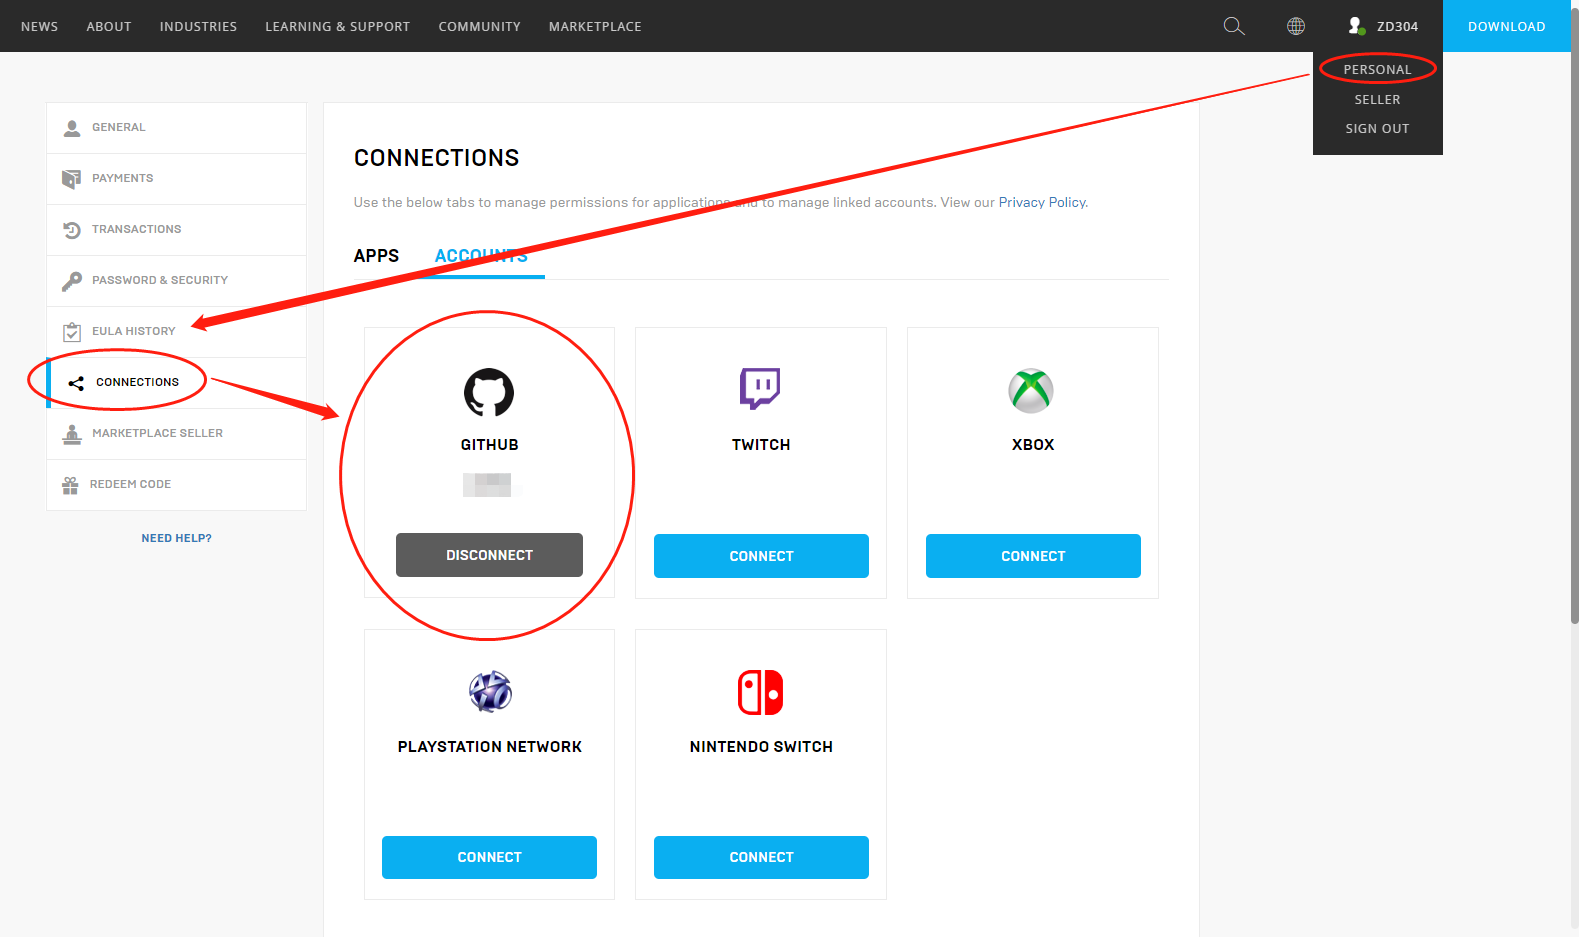 NEWS ABOUT INDUSTRIES LEARNING & SUPPORT COMMUNITY MARKETPLACE ZD304 DOWNLOAD
PERSONAL
SELLER
SIGN OUT
GENERAL
PAYMENTS
TRANSACTIONS
PASSWORD & SECURITY
EULA HISTORY
CONNECTIONS
MARKETPLACE SELLER
REDEEM CODE
NEED HELP?
CONNECTIONS
Use the below tabs to manage permissions for applications and to manage linked accounts. View our Privacy Policy.
APPS ACCOUNTS
GITHUB
DISCONNECT
TWITCH
CONNECT
XBOX
CONNECT
PLAYSTATION NETWORK
CONNECT
NINTENDO SWITCH
CONNECT